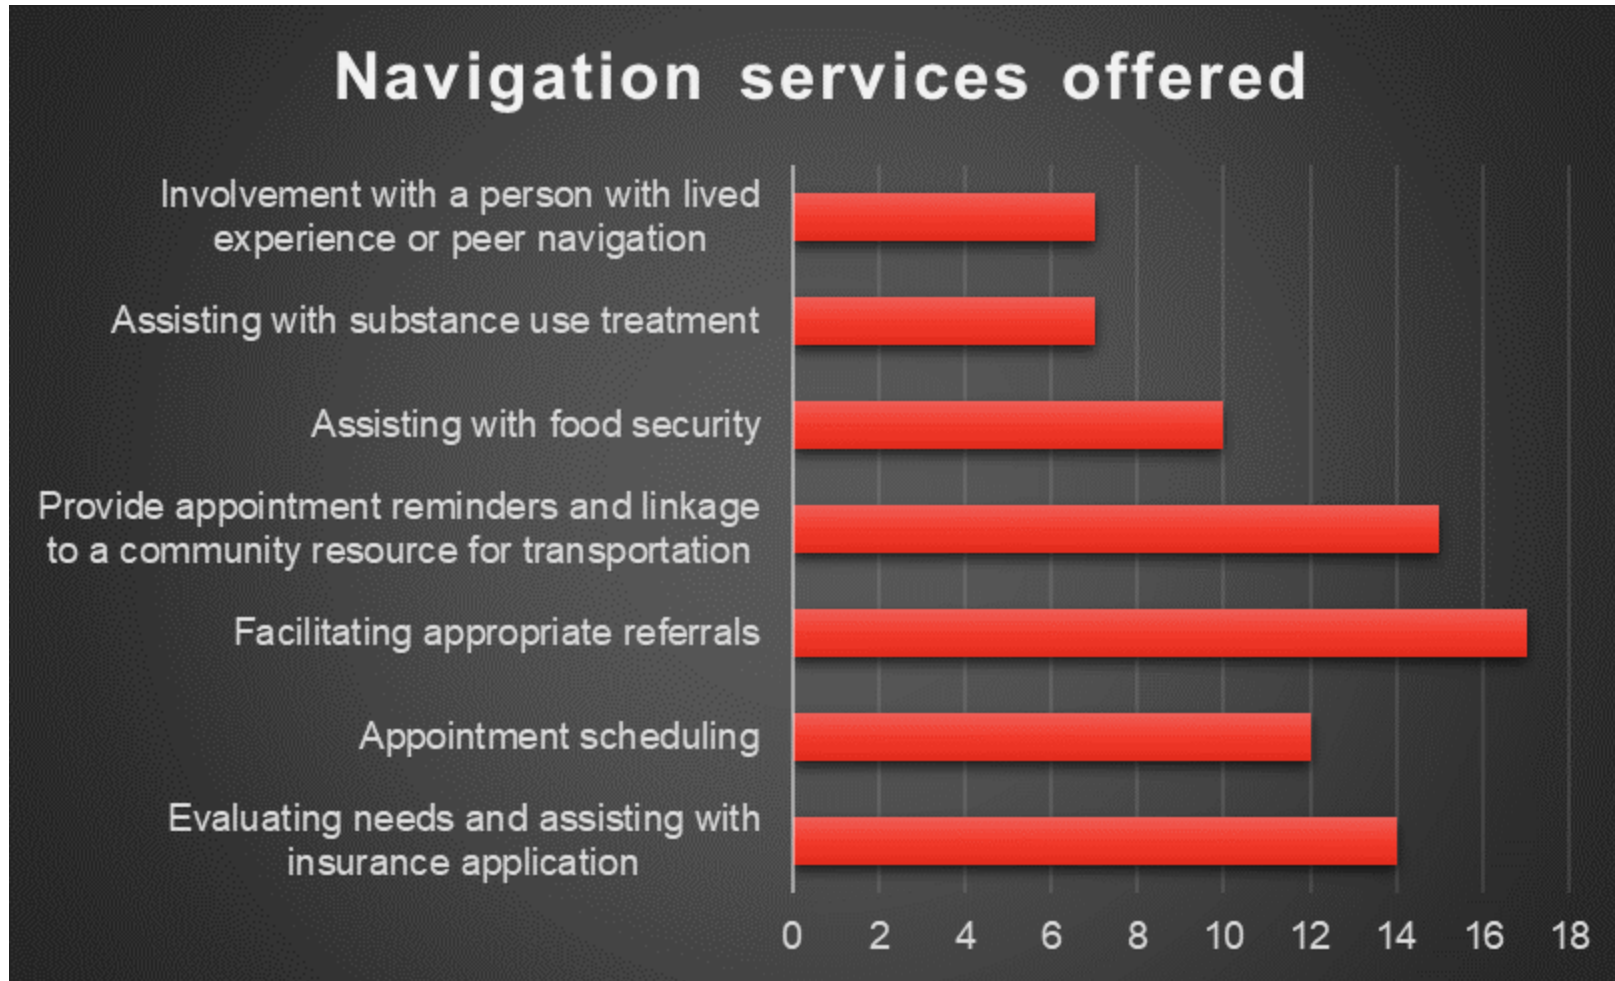 Navigation services offered
Involvement with a person with lived
experience or peer navigation
Assisting with substance use treatment
Assisting with food security
Provide appointment reminders and linkage
to a community resource for transportation
Facilitating appropriate referrals
Appointment scheduling
Evaluating needs and assisting with
insurance application
0 2 4 6 8 10 12 14 16 18